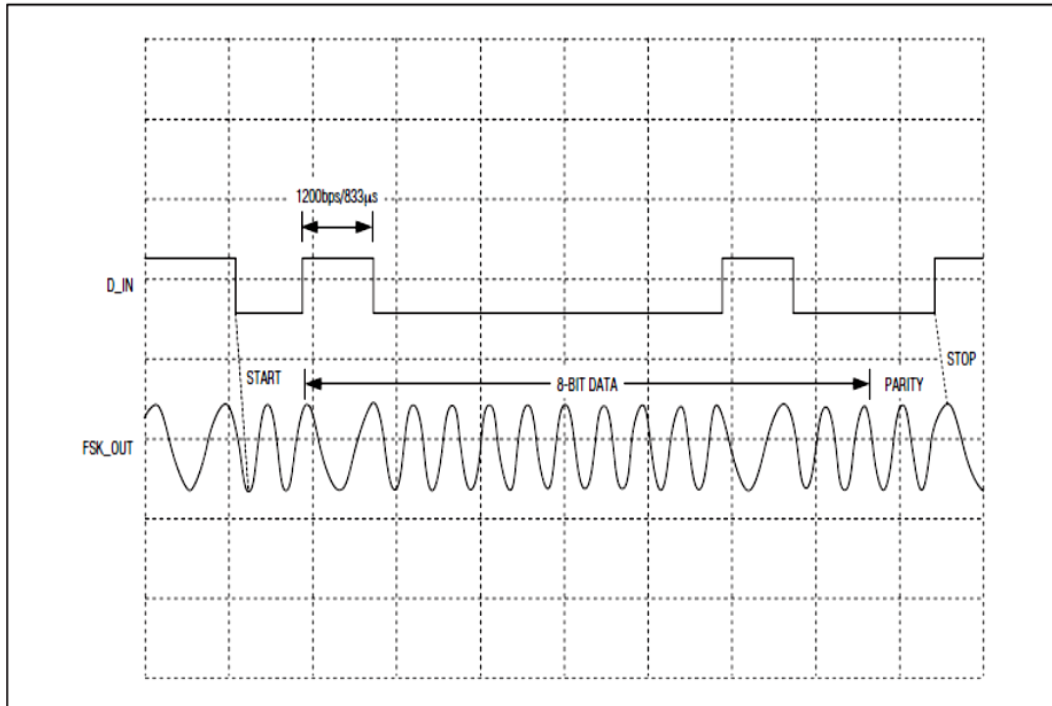 1200bps/833µs
D_IN
START
8-BIT DATA
PARITY
STOP
FSK_OUT